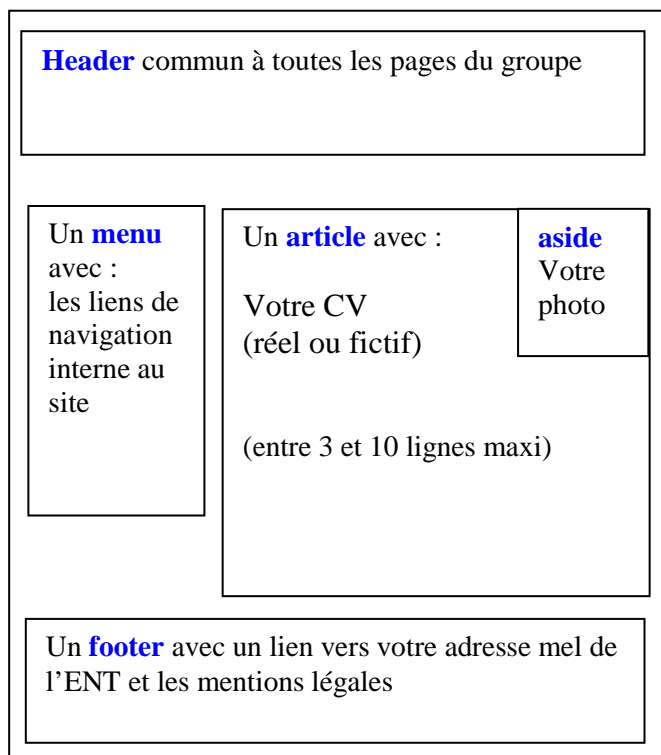 Header commun à toutes les pages du groupe
Un menu
avec :
les liens de
navigation
interne au
site
Un article avec :
Votre CV
(réel ou fictif)
(entre 3 et 10 lignes maxi)
aside
Votre
photo
Un footer avec un lien vers votre adresse mel de
l’ENT et les mentions légales